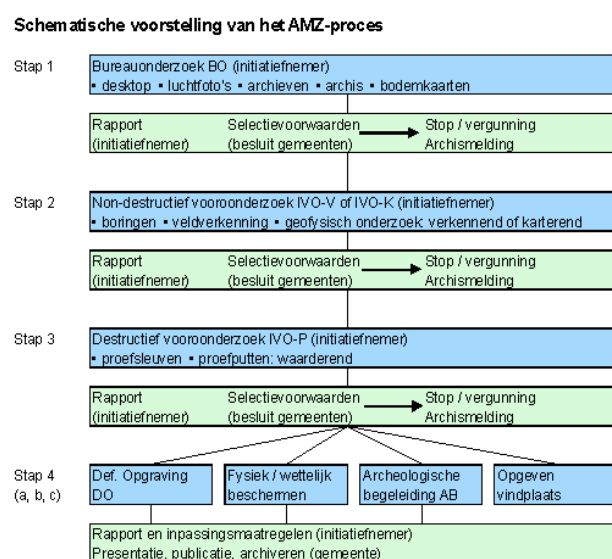 Schematische voorstelling van het AMZ-proces
Stap 1
Bureauonderzoek BO (initiatiefnemer)
▪ desktop ▪ luchtfoto's ▪ archieven ▪ archis ▪ bodemkaarten
Rapport Selectievoorwaarden Stop / vergunning
(initiatiefnemer) (besluit gemeenten) Archismelding
Stap 2
Non-destructief vooroonderzoek IVO-V of IVO-K (initiatiefnemer)
▪ boringen ▪ veldverkenning ▪ geofysisch onderzoek: verkennend of karterend
Rapport Selectievoorwaarden Stop / vergunning
(initiatiefnemer) (besluit gemeenten) Archismelding
Stap 3
Destructief vooroonderzoek IVO-P (initiatiefnemer)
▪ proefsleuven ▪ proefputten: waarderend
Rapport Selectievoorwaarden Stop / vergunning
(initiatiefnemer) (besluit gemeenten) Archismelding
Stap 4
(a, b, c)
Def. Opgraving
DO
Fysiek / wettelijk
beschermen
Archeologische
begeleiding AB
Opgeven
vindplaats
Rapport en inpassingsmaatregelen (initiatiefnemer)
Presentatie, publicatie, archiveren (gemeente)